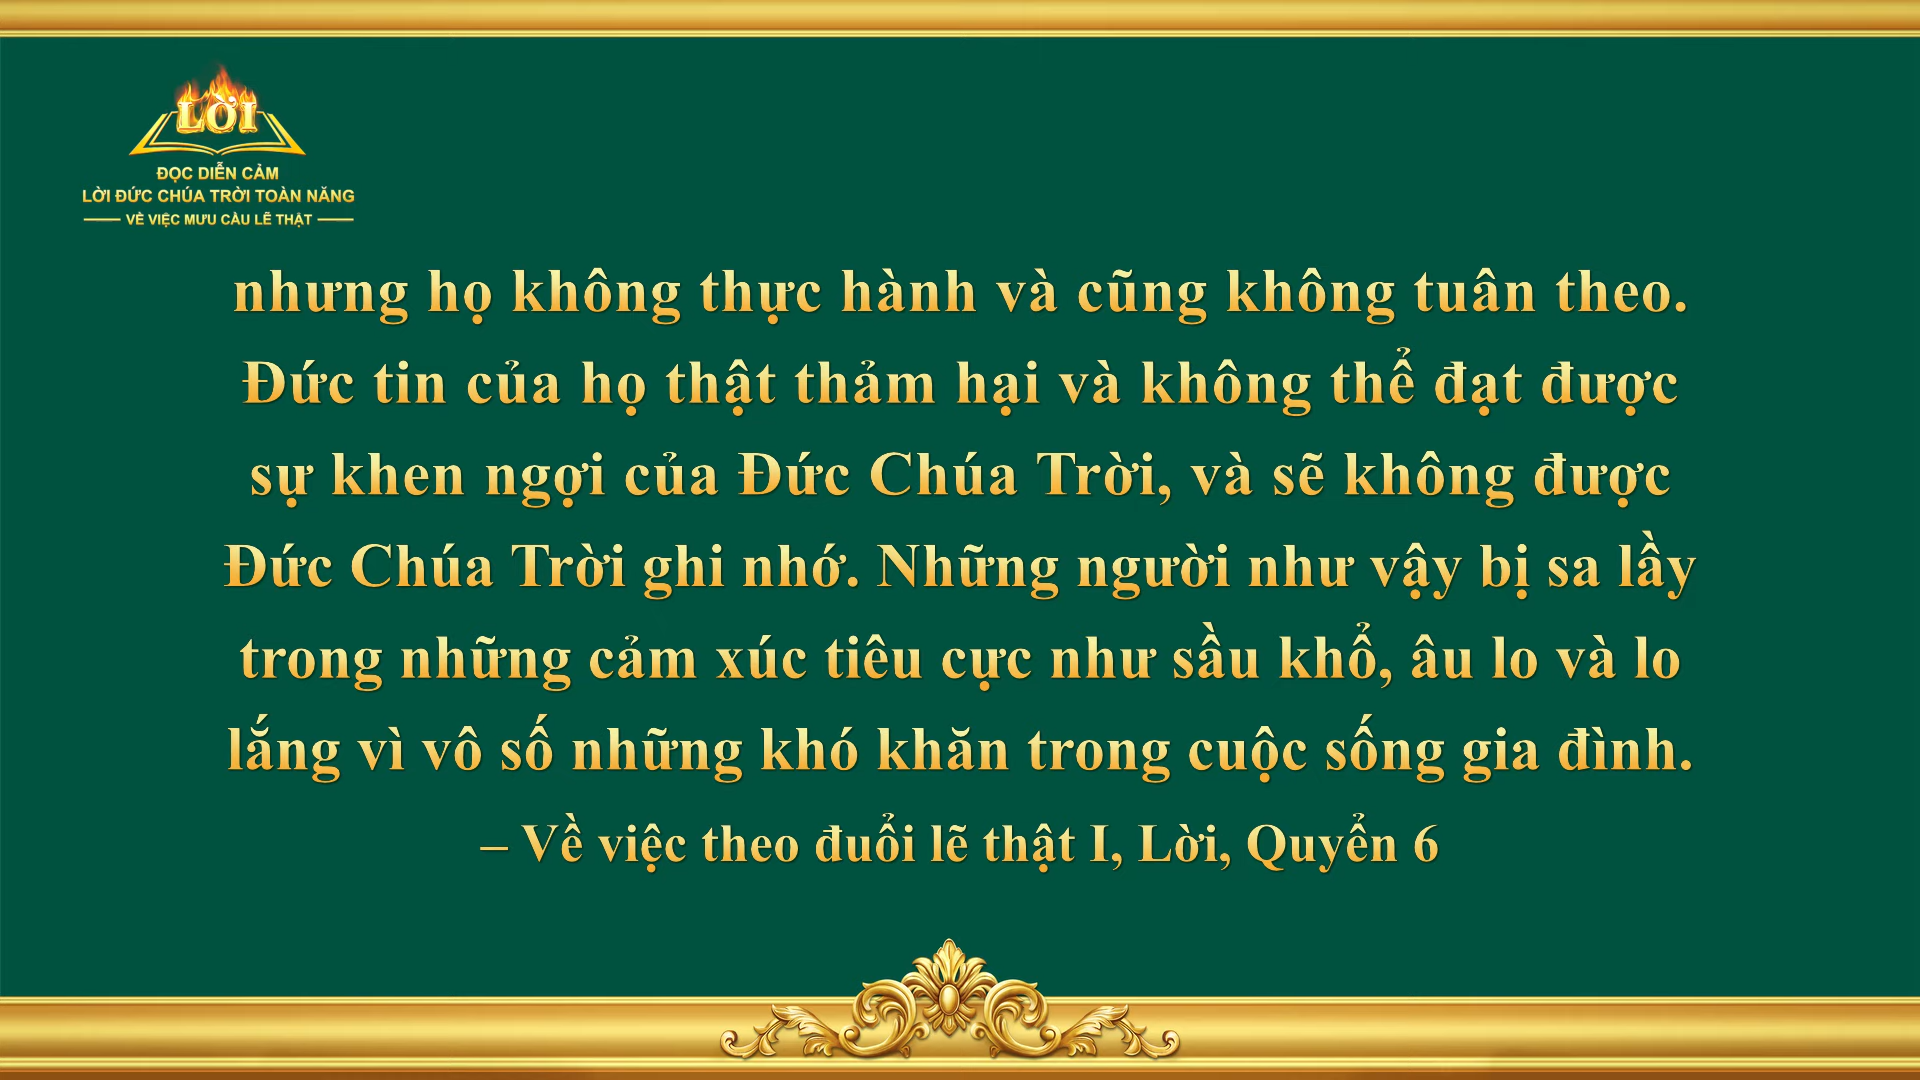 LỜI
ĐỌC DIỄN CẢM
LỜI ĐỨC CHÚA TRỜI TOÀN NĂNG
VỀ VIỆC MƯU CẦU LẼ THẬT
nhưng họ không thực hành và cũng không tuân theo.
Đức tin của họ thật thảm hại và không thể đạt được
sự khen ngợi của Đức Chúa Trời, và sẽ không được
Đức Chúa Trời ghi nhớ. Những người như vậy bị sa lầy
trong những cảm xúc tiêu cực như sầu khổ, âu lo và lo
lắng vì vô số những khó khăn trong cuộc sống gia đình.
– Về việc theo đuổi lẽ thật I, Lời, Quyển 6